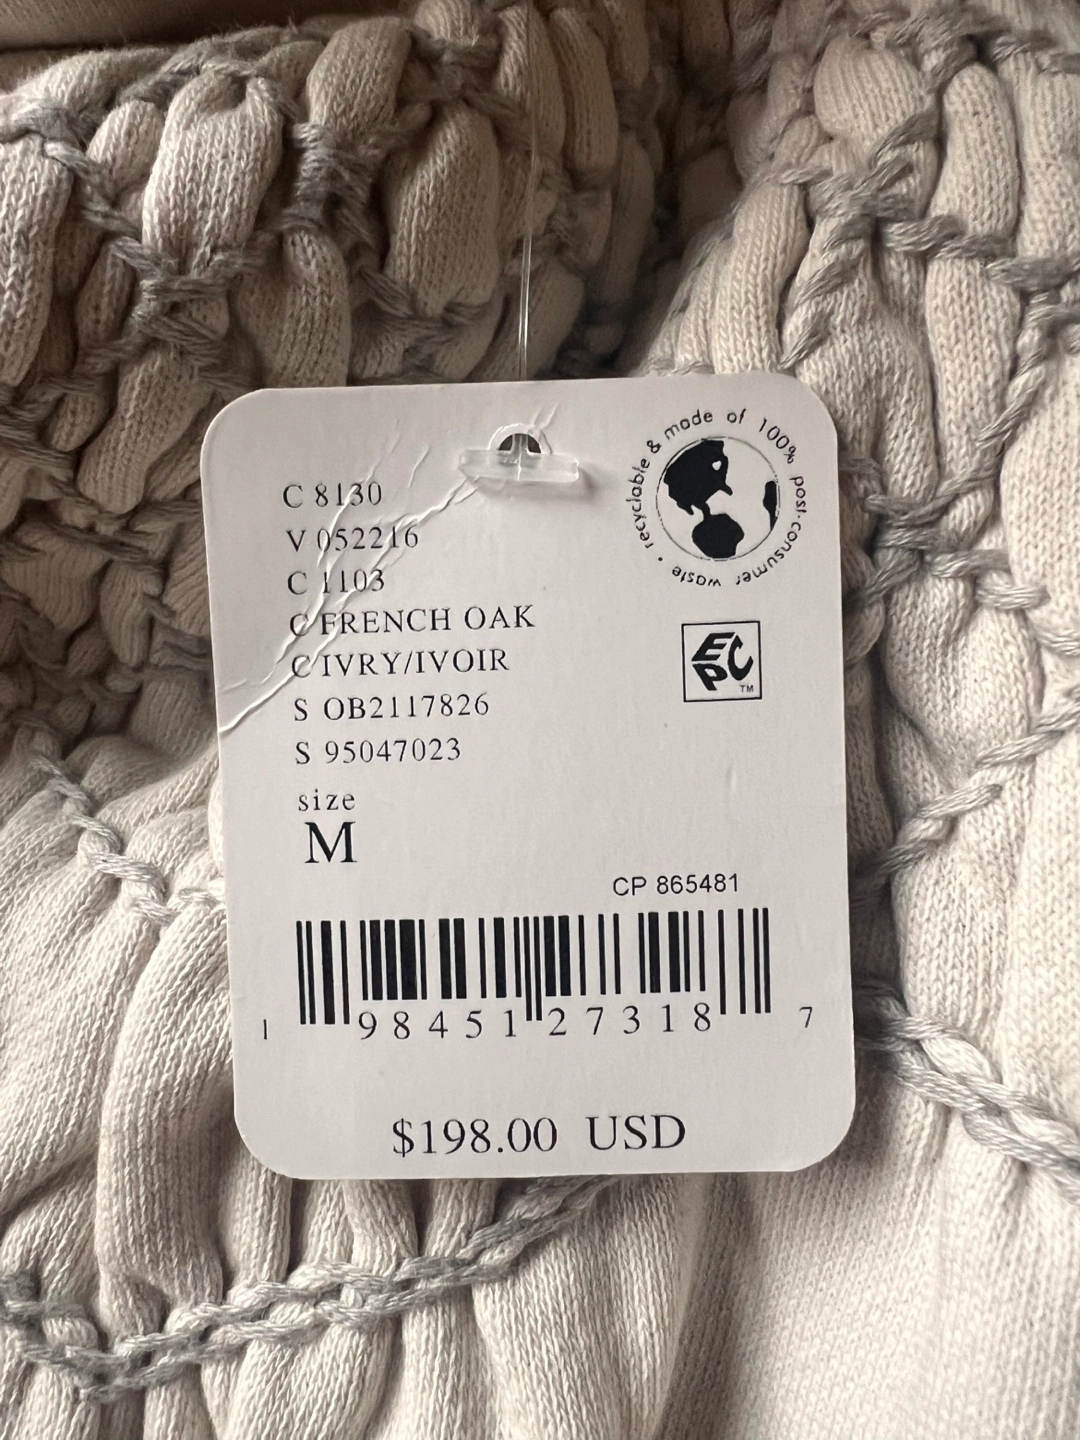 C 8130
V 052216
C 1103
C FRENCH OAK
C IVRY/IVOIR
S OB2117826
S 95047023
size
M
recyclable & made of 100% post-consumer waste •
EPC
TM
CP 865481
1 98451 27318 7
$198.00 USD